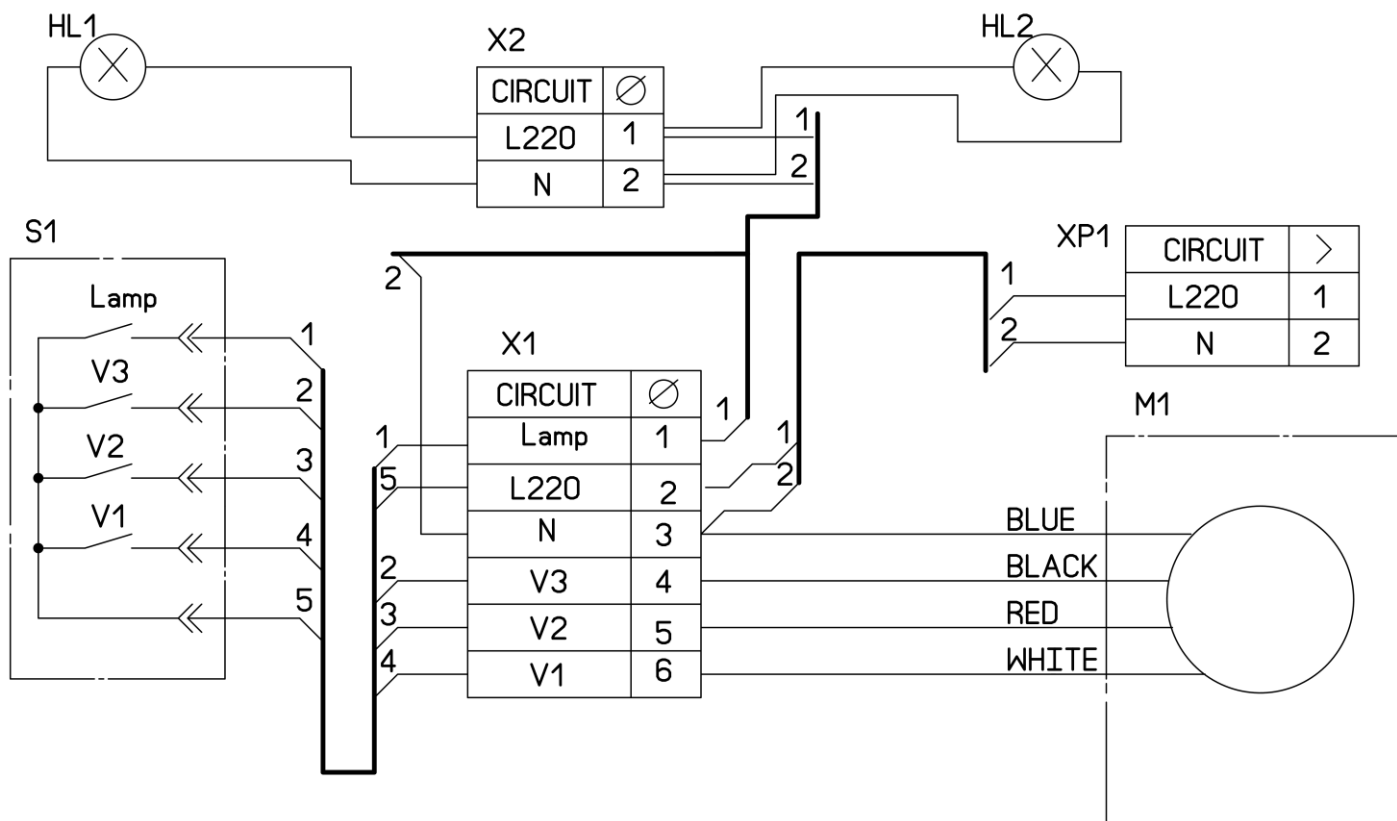 HL1
X2
HL2
CIRCUIT
L220 1
N 2
1
2
S1
XP1
CIRCUIT >
L220 1
N 2
1
2
2
Lamp
V3
V2
V1
1
2
3
4
5
X1
CIRCUIT
Lamp 1
L220 2
N 3
V3 4
V2 5
V1 6
1
5
2
3
4
1
1
2
M1
BLUE
BLACK
RED
WHITE